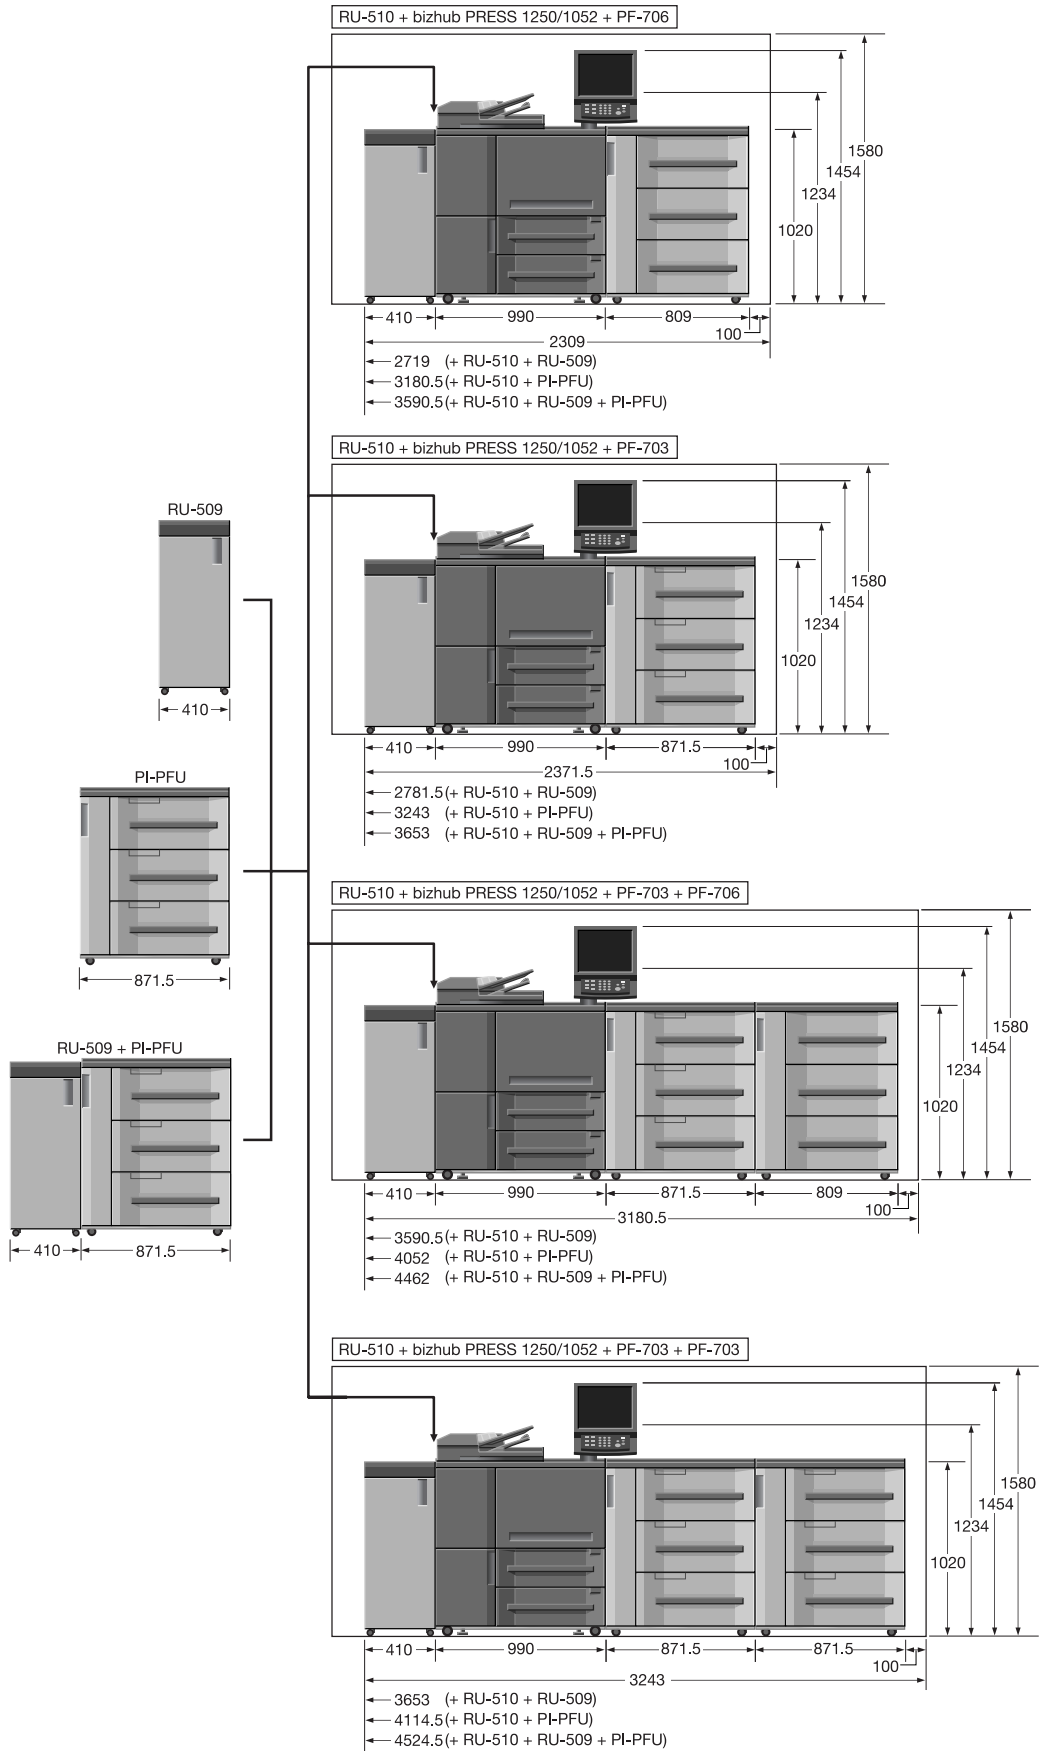 RU-510 + bizhub PRESS 1250/1052 + PF-706
1580
1454
1234
1020
410
990
809
100
2309
2719 (+ RU-510 + RU-509)
3180.5 (+ RU-510 + PI-PFU)
3590.5 (+ RU-510 + RU-509 + PI-PFU)
RU-510 + bizhub PRESS 1250/1052 + PF-703
1580
1454
1234
1020
410
990
871.5
100
2371.5
2781.5 (+ RU-510 + RU-509)
3243 (+ RU-510 + PI-PFU)
3653 (+ RU-510 + RU-509 + PI-PFU)
RU-509
410
PI-PFU
871.5
RU-509 + PI-PFU
410
871.5
RU-510 + bizhub PRESS 1250/1052 + PF-703 + PF-706
1580
1454
1234
1020
410
990
871.5
809
100
3180.5
3590.5 (+ RU-510 + RU-509)
4052 (+ RU-510 + PI-PFU)
4462 (+ RU-510 + RU-509 + PI-PFU)
RU-510 + bizhub PRESS 1250/1052 + PF-703 + PF-703
1580
1454
1234
1020
410
990
871.5
871.5
100
3243
3653 (+ RU-510 + RU-509)
4114.5 (+ RU-510 + PI-PFU)
4524.5 (+ RU-510 + RU-509 + PI-PFU)